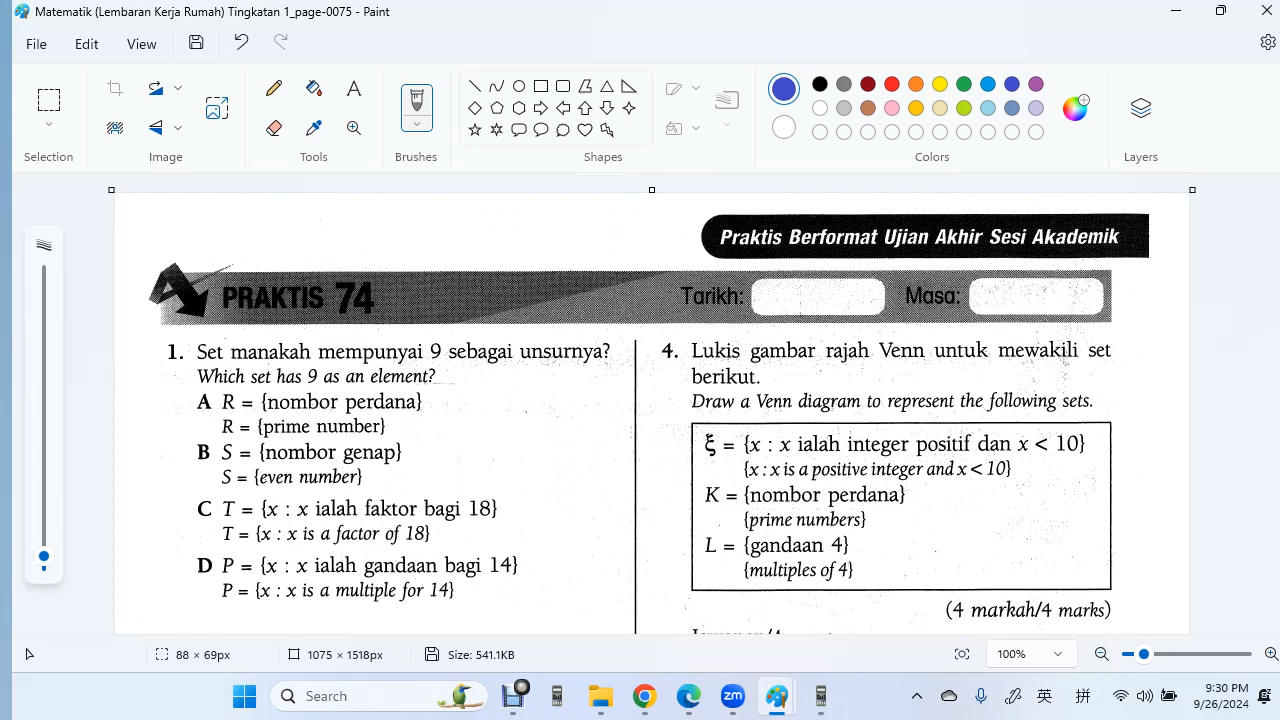 Matematik (Lembaran Kerja Rumah) Tingkatan 1_page-0075 - Paint
File Edit View
Selection Image Tools Brushes Shapes Colors Layers
Praktis Berformat Ujian Akhir Sesi Akademik
PRAKTIS 74 Tarikh: Masa:
1. Set manakah mempunyai 9 sebagai unsurnya?
Which set has 9 as an element?
A R = {nombor perdana}
R = {prime number}
B S = {nombor genap}
S = {even number}
C T = {x : x ialah faktor bagi 18}
T = {x : x is a factor of 18}
D P = {x : x ialah gandaan bagi 14}
P = {x : x is a multiple for 14}
4. Lukis gambar rajah Venn untuk mewakili set
berikut.
Draw a Venn diagram to represent the following sets.
ξ = {x : x ialah integer positif dan x < 10}
{x : x is a positive integer and x < 10}
K = {nombor perdana}
{prime numbers}
L = {gandaan 4}
{multiples of 4}
(4 markah/4 marks)
88 × 69px 1075 × 1518px Size: 541.1KB 100%
Search zm 英 拼 9:30 PM
9/26/2024